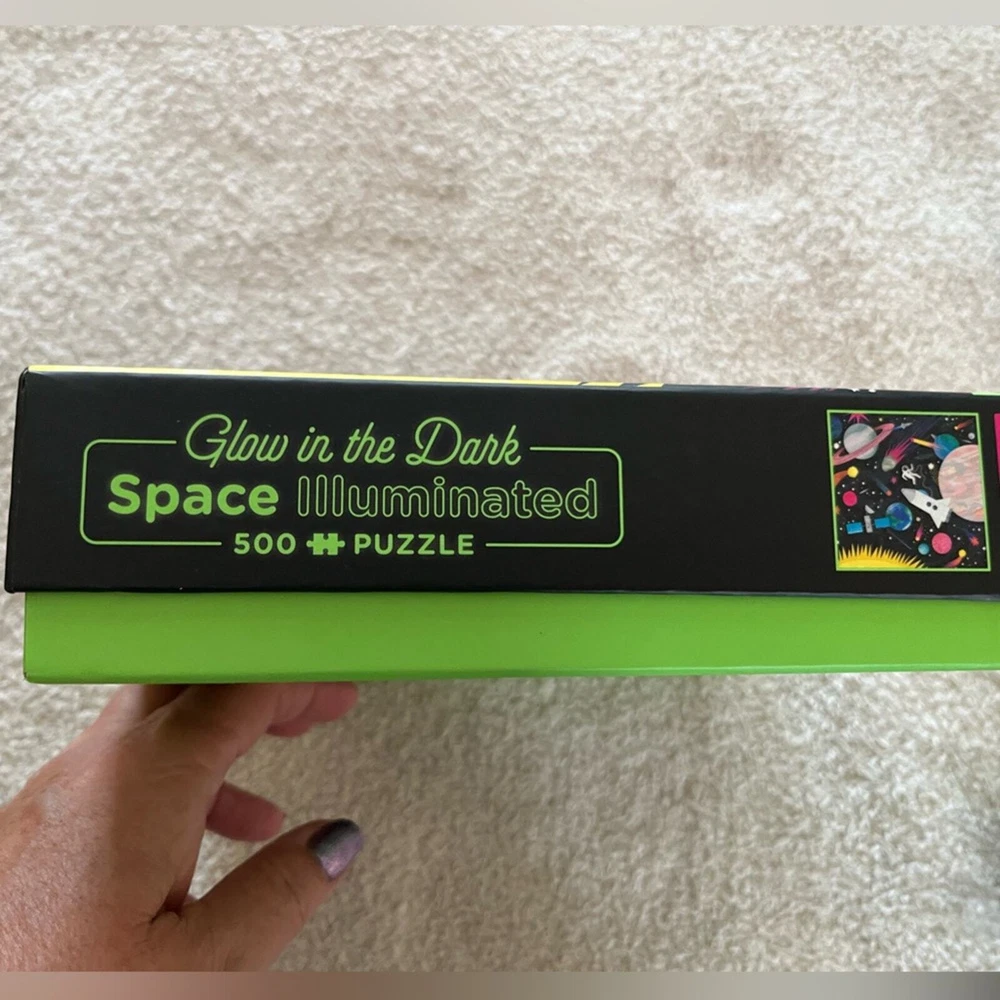 Glow in the Dark
Space Illuminated
500 PUZZLE